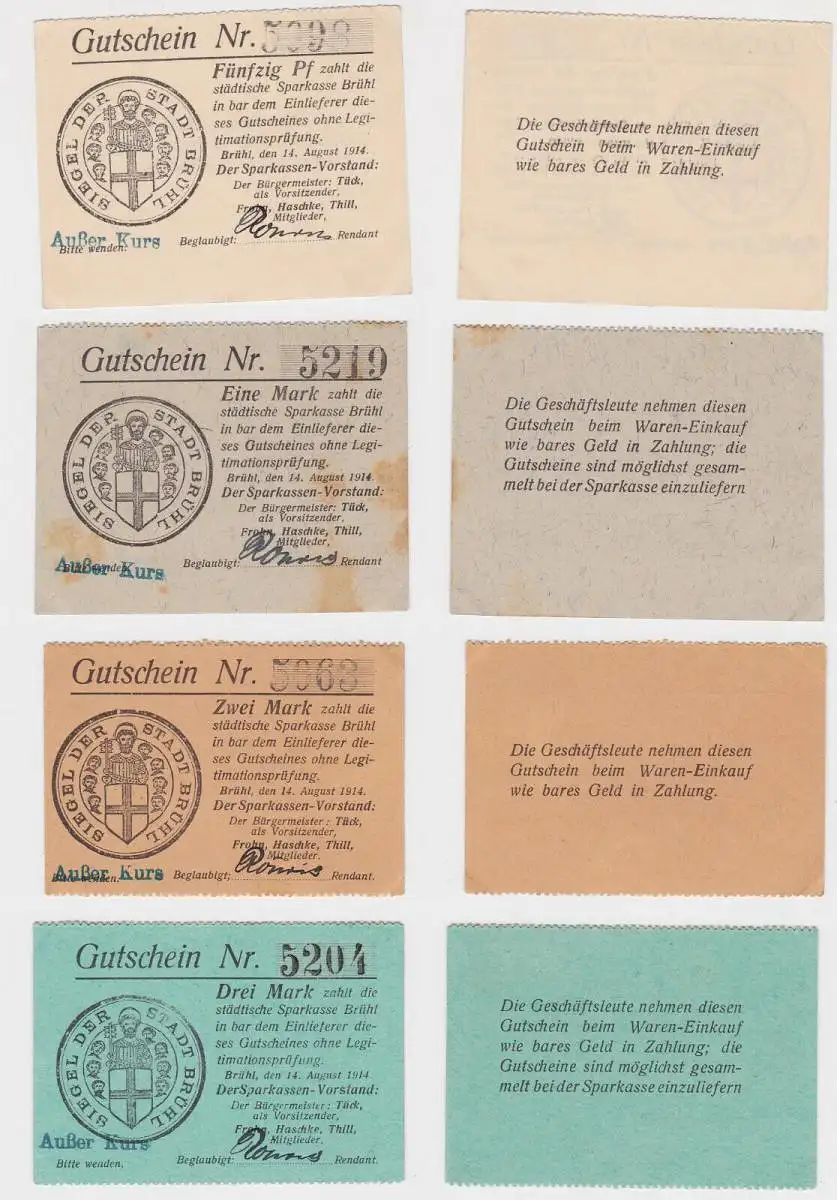 Gutschein Nr. 5098
Fünfzig Pf zahlt die
städtische Sparkasse Brühl
in bar dem Einlieferer die-
ses Gutscheines ohne Legi-
timationsprüfung.
Brühl, den 14. August 1914.
Der Sparkassen-Vorstand:
Der Bürgermeister: Tück,
als Vorsitzender,
Frohn, Haschke, Thill,
Mitglieder,
Beglaubigt: Rendant
SIEGEL DER STADT BRÜHL
Außer Kurs
Bitte wenden.
Die Geschäftsleute nehmen diesen
Gutschein beim Waren-Einkauf
wie bares Geld in Zahlung.
Gutschein Nr. 5219
Eine Mark zahlt die
städtische Sparkasse Brühl
in bar dem Einlieferer die-
ses Gutscheines ohne Legi-
timationsprüfung.
Brühl, den 14. August 1914.
Der Sparkassen-Vorstand:
Der Bürgermeister: Tück,
als Vorsitzender,
Frohn, Haschke, Thill,
Mitglieder,
Beglaubigt: Rendant
SIEGEL DER STADT BRÜHL
Außer Kurs
Bitte wenden.
Die Geschäftsleute nehmen diesen
Gutschein beim Waren-Einkauf
wie bares Geld in Zahlung; die
Gutscheine sind möglichst gesam-
melt bei der Sparkasse einzuliefern
Gutschein Nr. 5063
Zwei Mark zahlt die
städtische Sparkasse Brühl
in bar dem Einlieferer die-
ses Gutscheines ohne Legi-
timationsprüfung.
Brühl, den 14. August 1914.
Der Sparkassen-Vorstand:
Der Bürgermeister: Tück,
als Vorsitzender,
Frohn, Haschke, Thill,
Mitglieder.
Beglaubigt: Rendant.
SIEGEL DER STADT BRÜHL
Außer Kurs
Bitte wenden.
Die Geschäftsleute nehmen diesen
Gutschein beim Waren-Einkauf
wie bares Geld in Zahlung.
Gutschein Nr. 5204
Drei Mark zahlt die
städtische Sparkasse Brühl
in bar dem Einlieferer die-
ses Gutscheines ohne Legi-
timationsprüfung.
Brühl, den 14. August 1914
Der Sparkassen-Vorstand:
Der Bürgermeister: Tück,
als Vorsitzender,
Frohn, Haschke, Thill,
Mitglieder,
Beglaubigt: Rendant.
SIEGEL DER STADT BRÜHL
Außer Kurs
Bitte wenden.
Die Geschäftsleute nehmen diesen
Gutschein beim Waren-Einkauf
wie bares Geld in Zahlung; die
Gutscheine sind möglichst gesam-
melt bei der Sparkasse einzuliefern